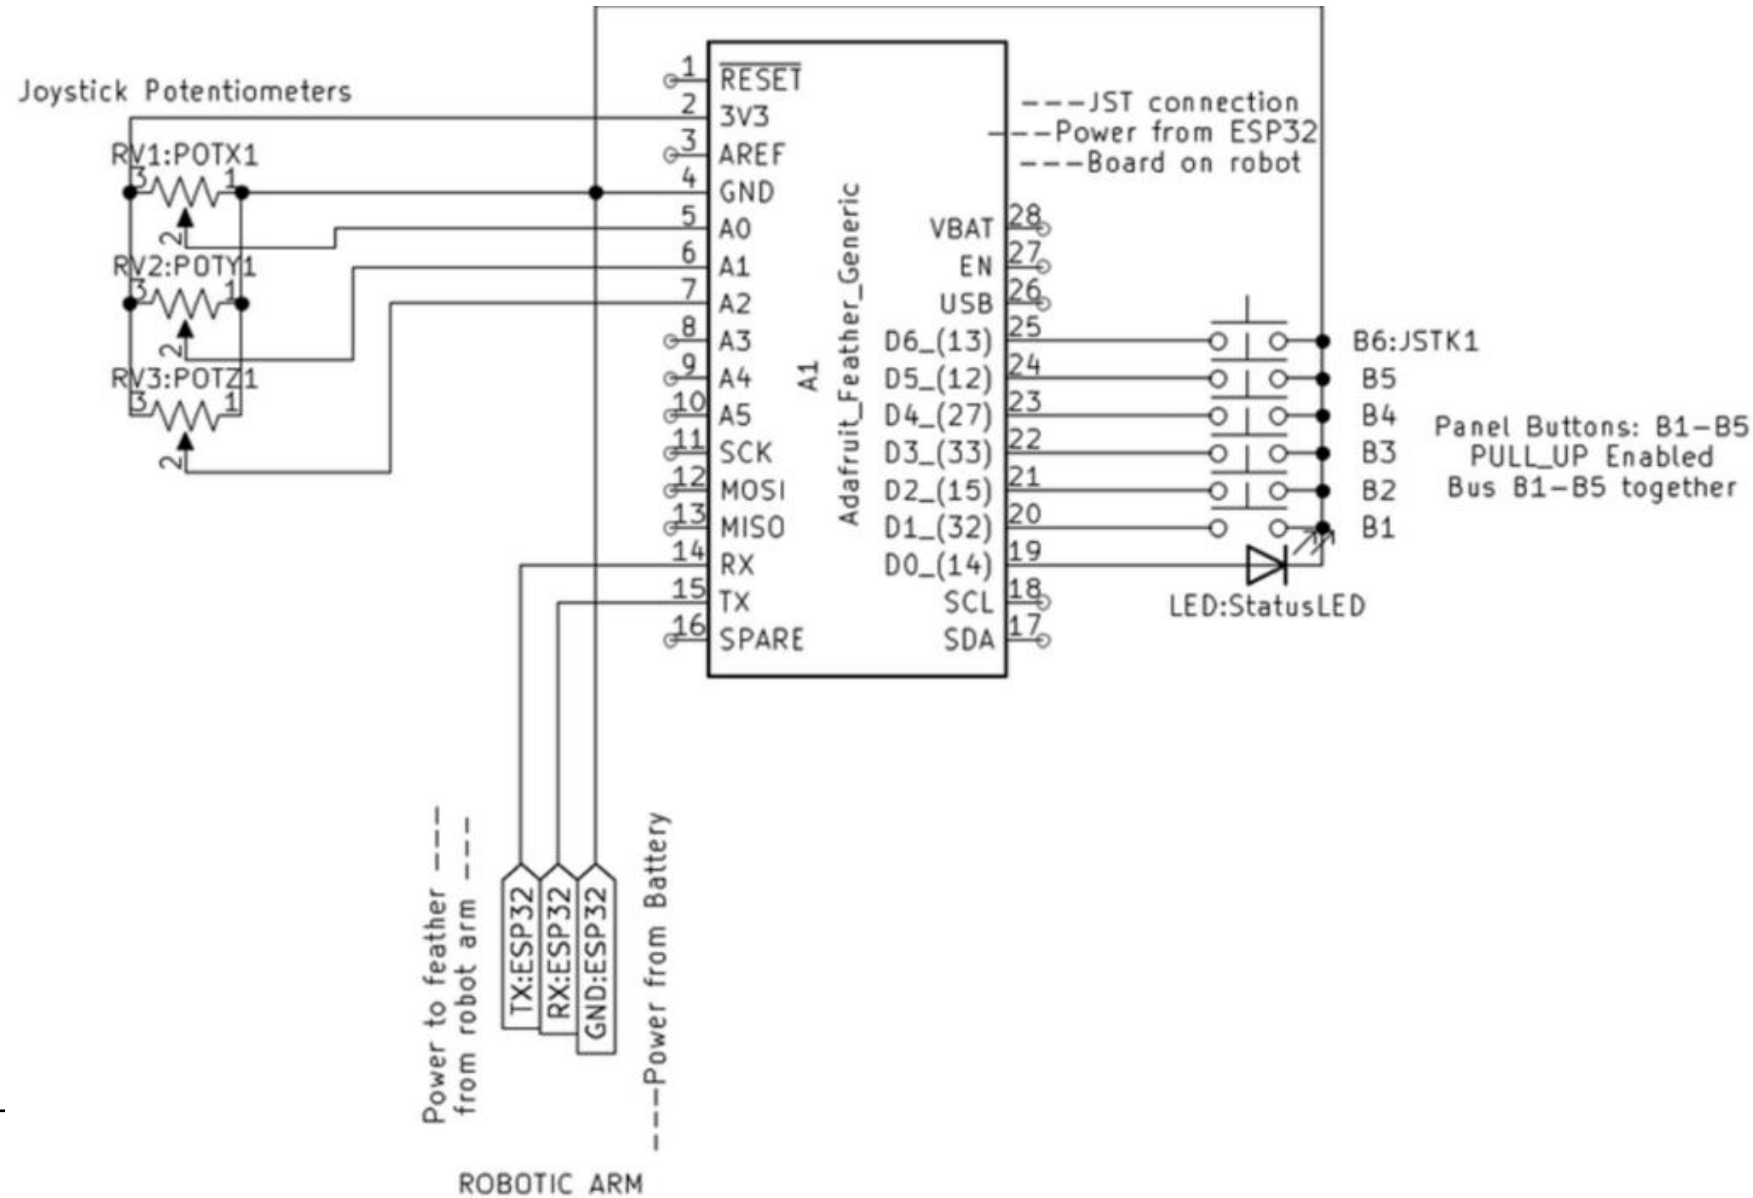 Joystick Potentiometers
RV1:POTX1
3
1
2
RV2:POTY1
3
1
2
RV3:POTZ1
3
1
2
1 RESET
2 3V3
3 AREF
4 GND
5 A0
6 A1
7 A2
8 A3
9 A4
10 A5
11 SCK
12 MOSI
13 MISO
14 RX
15 TX
16 SPARE
A1
Adafruit_Feather_Generic
---JST connection
---Power from ESP32
---Board on robot
VBAT 28
EN 27
USB 26
D6_(13) 25
D5_(12) 24
D4_(27) 23
D3_(33) 22
D2_(15) 21
D1_(32) 20
D0_(14) 19
SCL 18
SDA 17
B6:JSTK1
B5
B4
B3
B2
B1
Panel Buttons: B1-B5
PULL_UP Enabled
Bus B1-B5 together
LED:StatusLED
Power to feather ---
from robot arm ---
TX:ESP32
RX:ESP32
GND:ESP32
---Power from Battery
---
ROBOTIC ARM